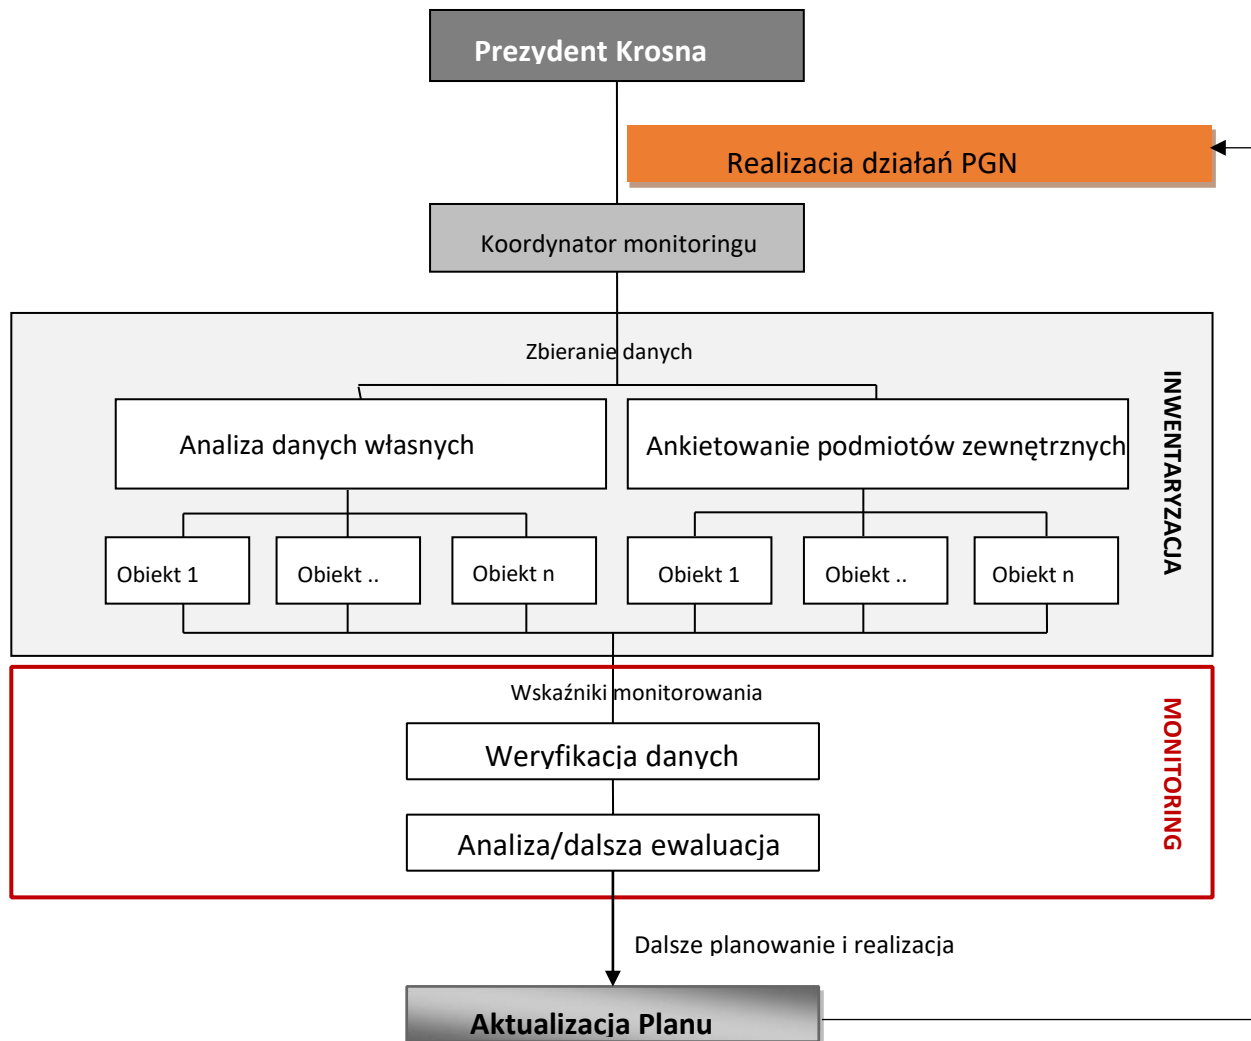 Prezydent Krosna
Realizacja działań PGN
Koordynator monitoringu
Zbieranie danych
INWENTARYZACJA
Analiza danych własnych
Ankietowanie podmiotów zewnętrznych
Obiekt 1
Obiekt ..
Obiekt n
Obiekt 1
Obiekt ..
Obiekt n
Wskaźniki monitorowania
MONITORING
Weryfikacja danych
Analiza/dalsza ewaluacja
Dalsze planowanie i realizacja
Aktualizacja Planu